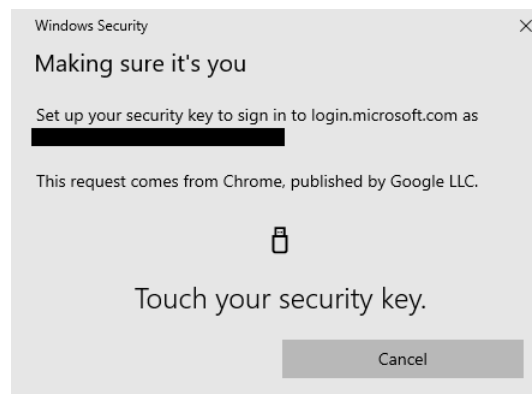 Windows Security
Making sure it's you
Set up your security key to sign in to login.microsoft.com as
This request comes from Chrome, published by Google LLC.
Touch your security key.
Cancel